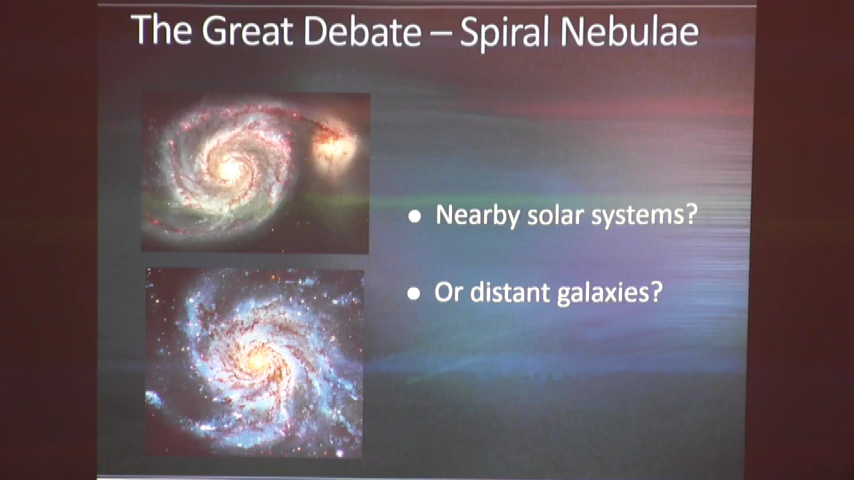 The Great Debate – Spiral Nebulae
● Nearby solar systems?
● Or distant galaxies?